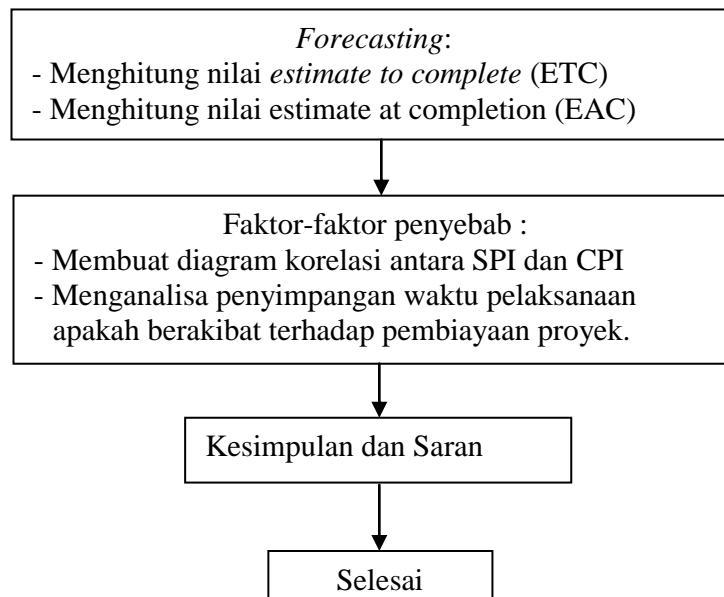 Forecasting:
- Menghitung nilai estimate to complete (ETC)
- Menghitung nilai estimate at completion (EAC)
Faktor-faktor penyebab :
- Membuat diagram korelasi antara SPI dan CPI
- Menganalisa penyimpangan waktu pelaksanaan
apakah berakibat terhadap pembiayaan proyek.
Kesimpulan dan Saran
Selesai